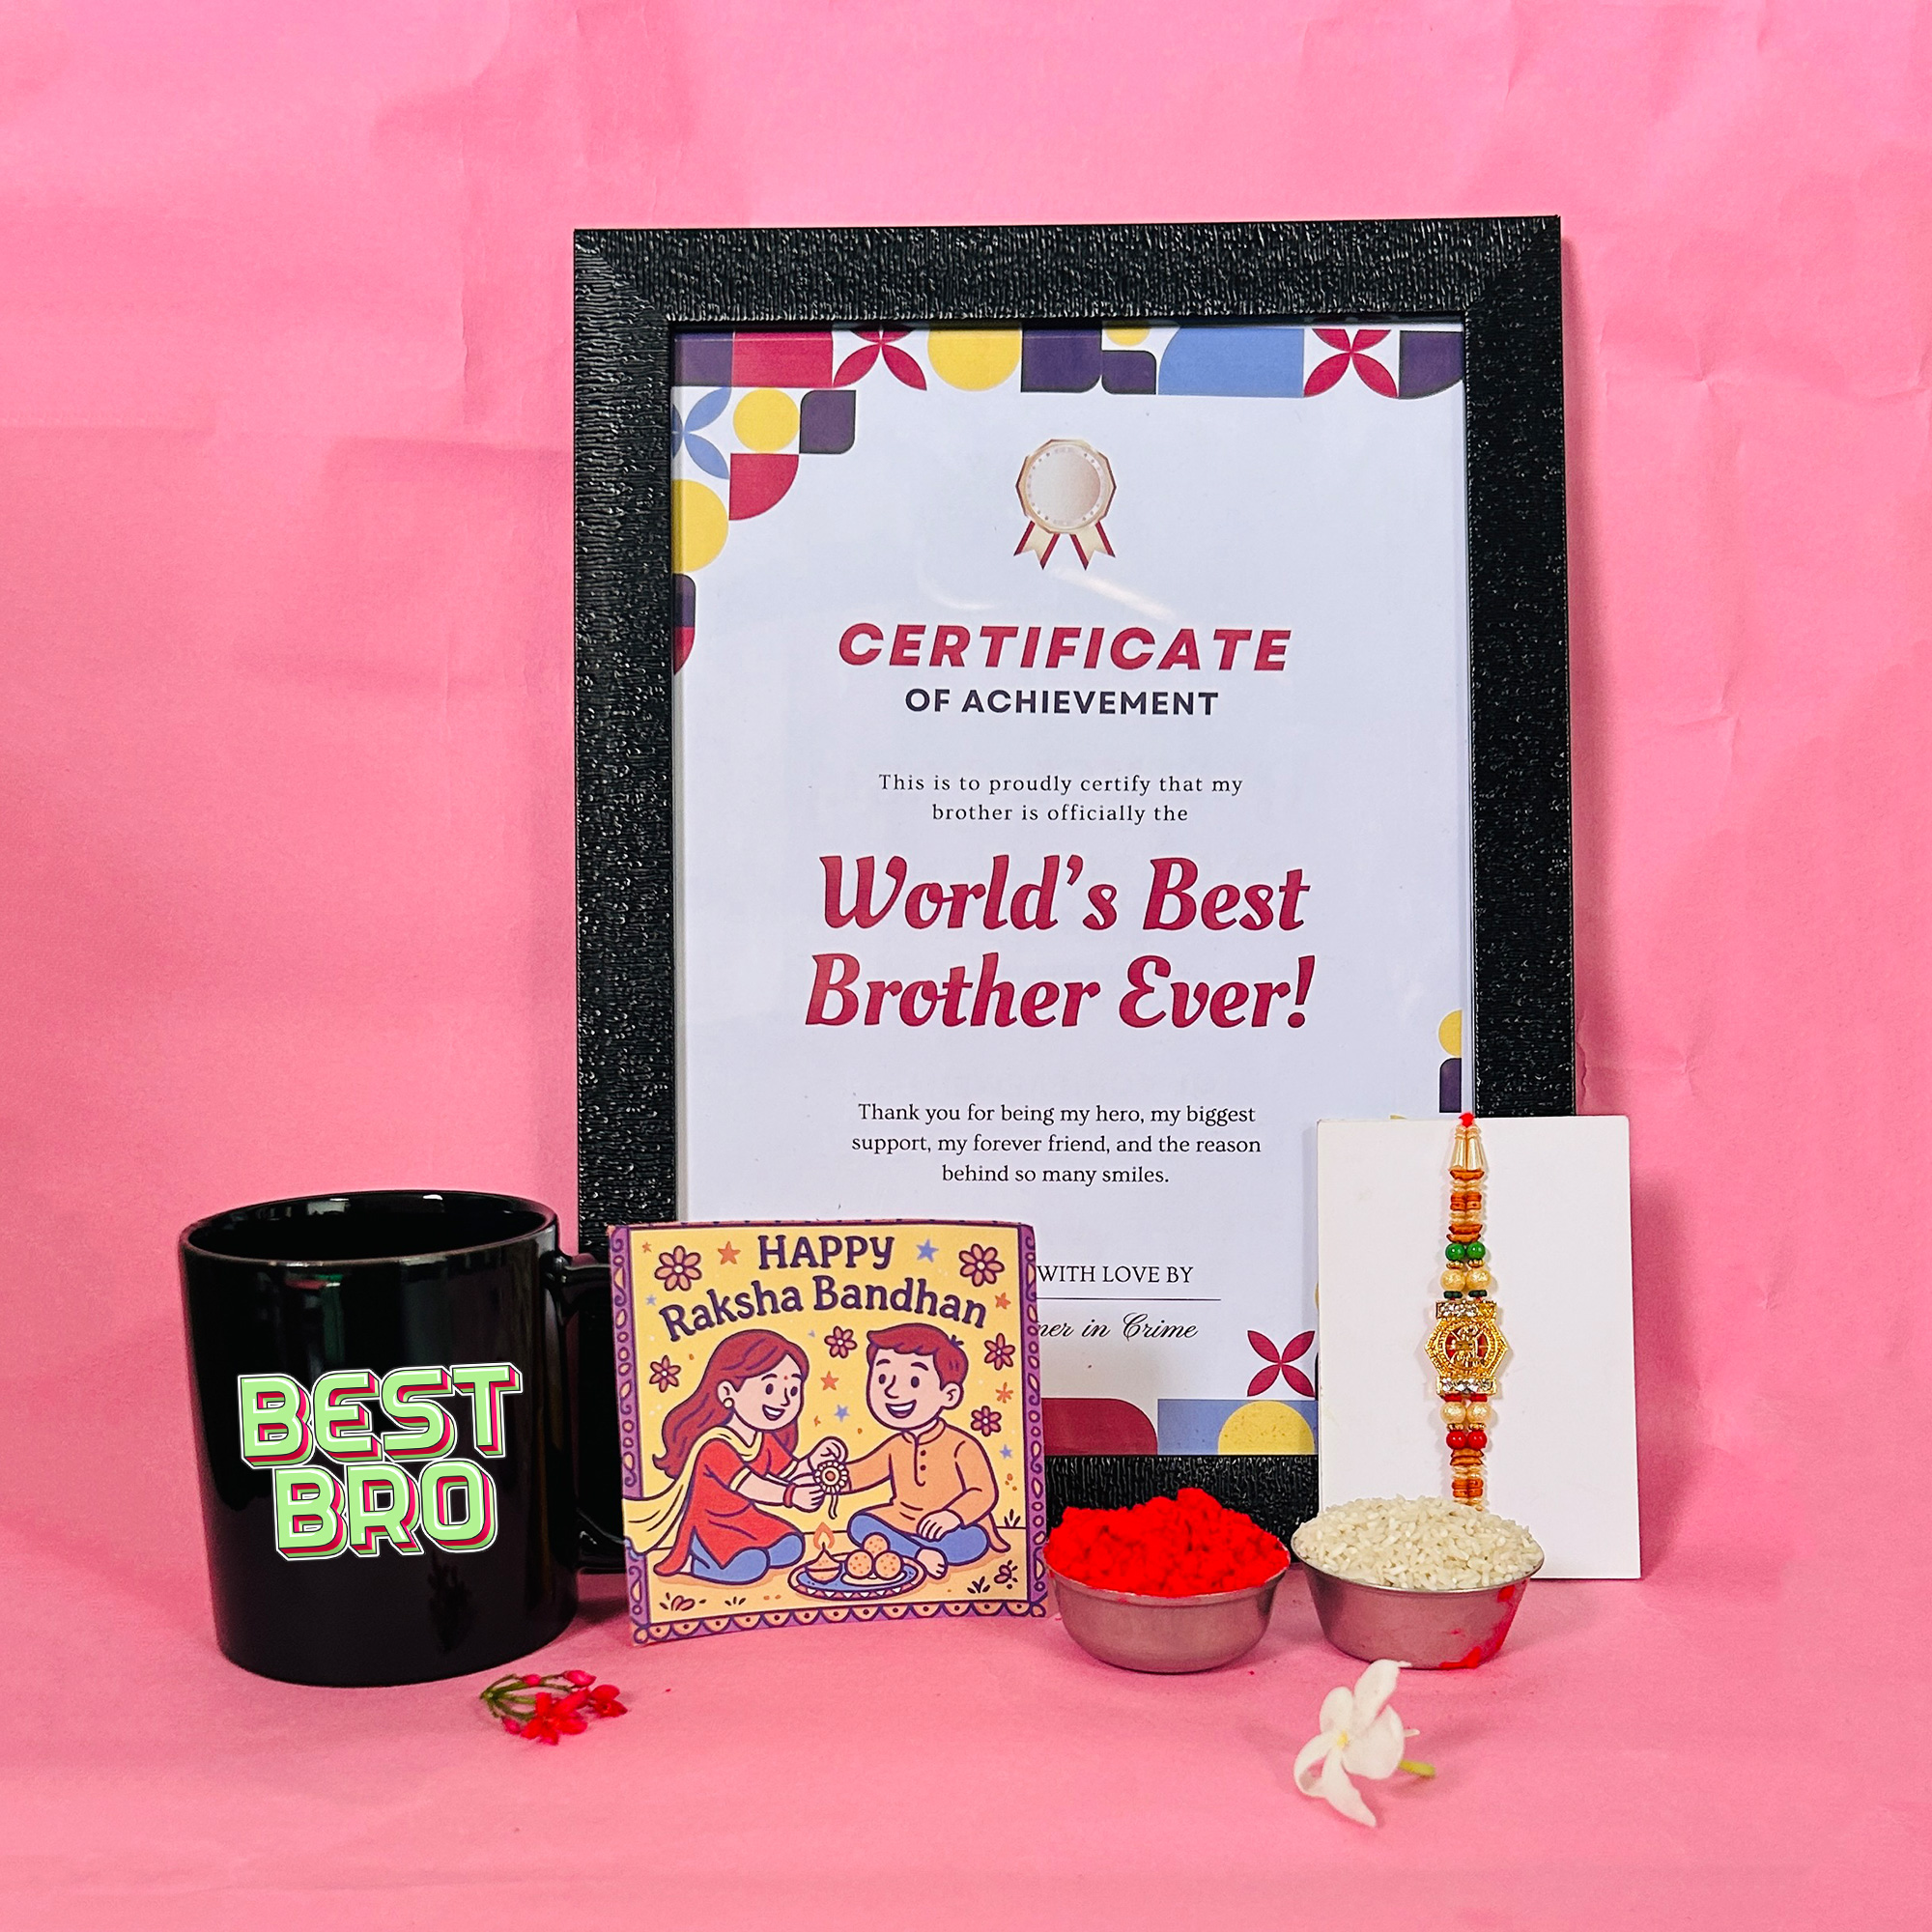 CERTIFICATE
OF ACHIEVEMENT
This is to proudly certify that my
brother is officially the
World's Best
Brother Ever!
Thank you for being my hero, my biggest
support, my forever friend, and the reason
behind so many smiles.
WITH LOVE BY
in Crime
HAPPY
Raksha Bandhan
BEST
BRO